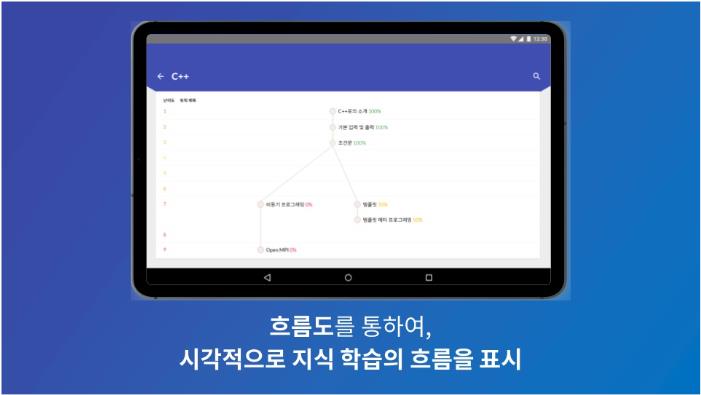 12:30
C++
난이도 토픽 제목
1 C++로의 소개 100%
2 기본 입력 및 출력 100%
3 조건문 100%
4
5
6
7 비동기 프로그래밍 0% 템플릿 50%
템플릿 메타 프로그래밍 50%
8
9 Open MPI 0%
흐름도를 통하여,
시각적으로 지식 학습의 흐름을 표시